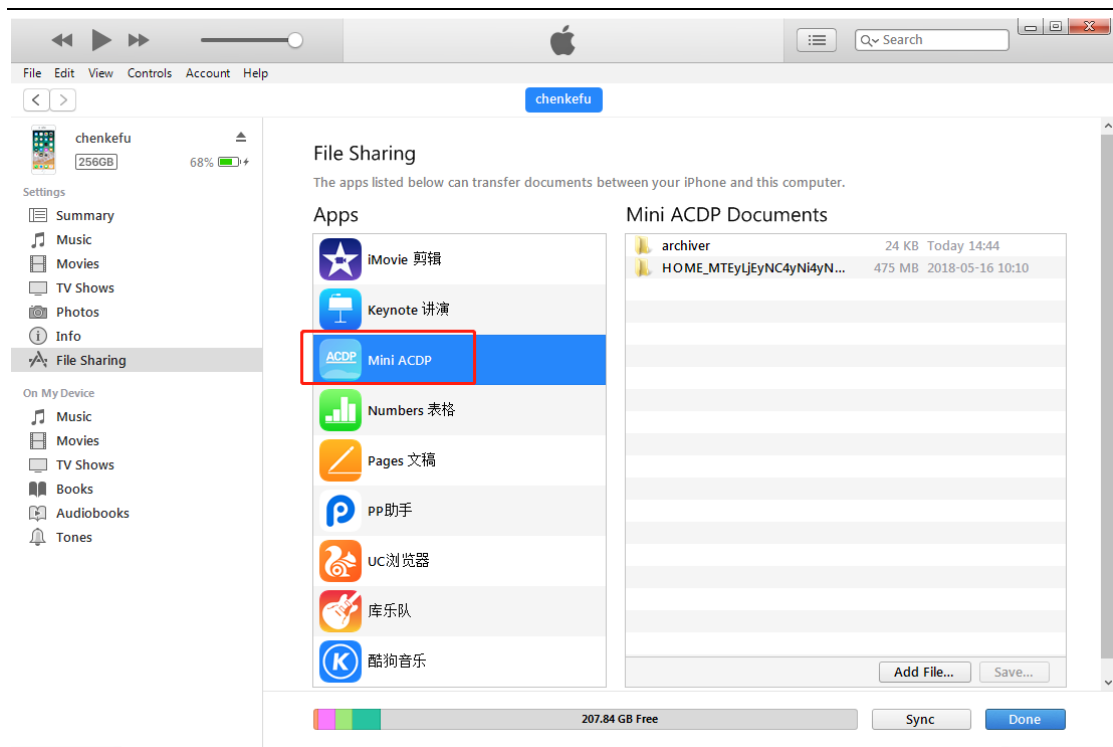 Search
File Edit View Controls Account Help
chenkefu
chenkefu
256GB 68%
Settings
Summary
Music
Movies
TV Shows
Photos
Info
File Sharing
On My Device
Music
Movies
TV Shows
Books
Audiobooks
Tones
File Sharing
The apps listed below can transfer documents between your iPhone and this computer.
Apps
iMovie 剪辑
Keynote 讲演
ACDP Mini ACDP
Numbers 表格
Pages 文稿
PP助手
UC浏览器
库乐队
K 酷狗音乐
Mini ACDP Documents
archiver 24 KB Today 14:44
HOME_MTEyLjEyNC4yNi4yN... 475 MB 2018-05-16 10:10
Add File... Save...
207.84 GB Free Sync Done